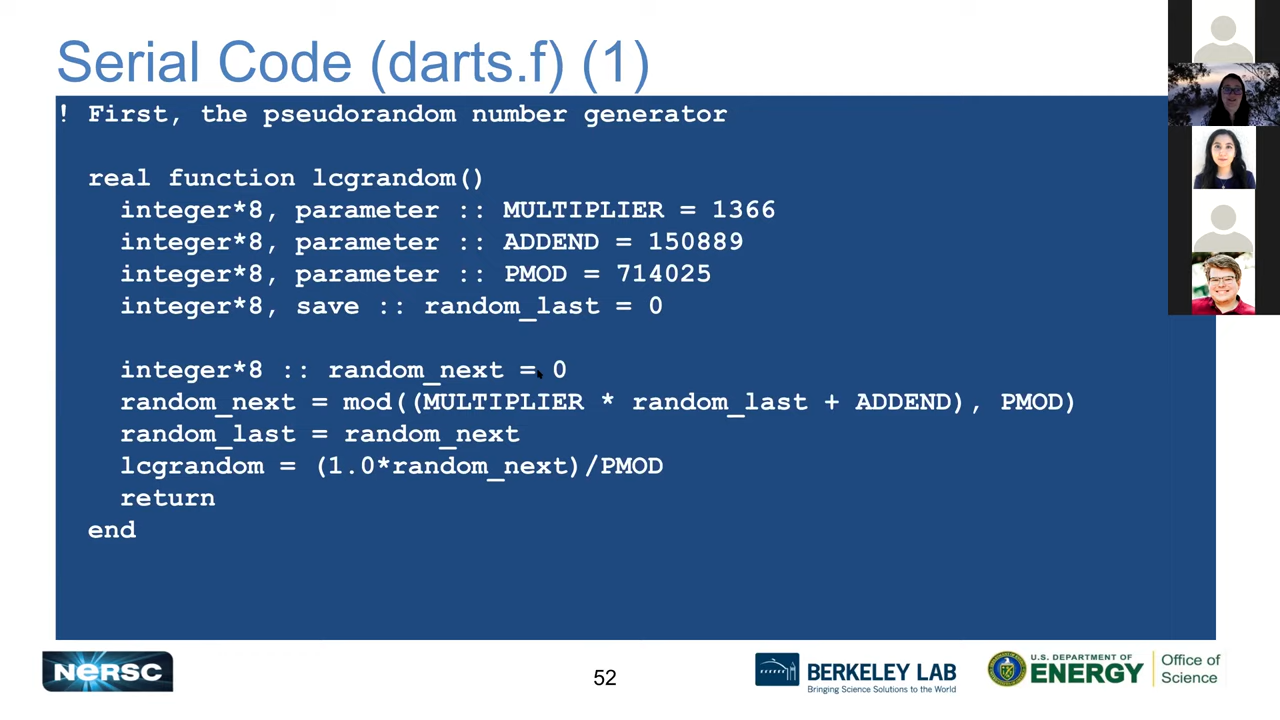 Serial Code (darts.f) (1)
! First, the pseudorandom number generator
real function lcgrandom()
integer*8, parameter :: MULTIPLIER = 1366
integer*8, parameter :: ADDEND = 150889
integer*8, parameter :: PMOD = 714025
integer*8, save :: random_last = 0
integer*8 :: random_next = 0
random_next = mod((MULTIPLIER * random_last + ADDEND), PMOD)
random_last = random_next
lcgrandom = (1.0*random_next)/PMOD
return
end
NERSC
52
BERKELEY LAB
Bringing Science Solutions to the World
U.S. DEPARTMENT OF
ENERGY
Office of
Science